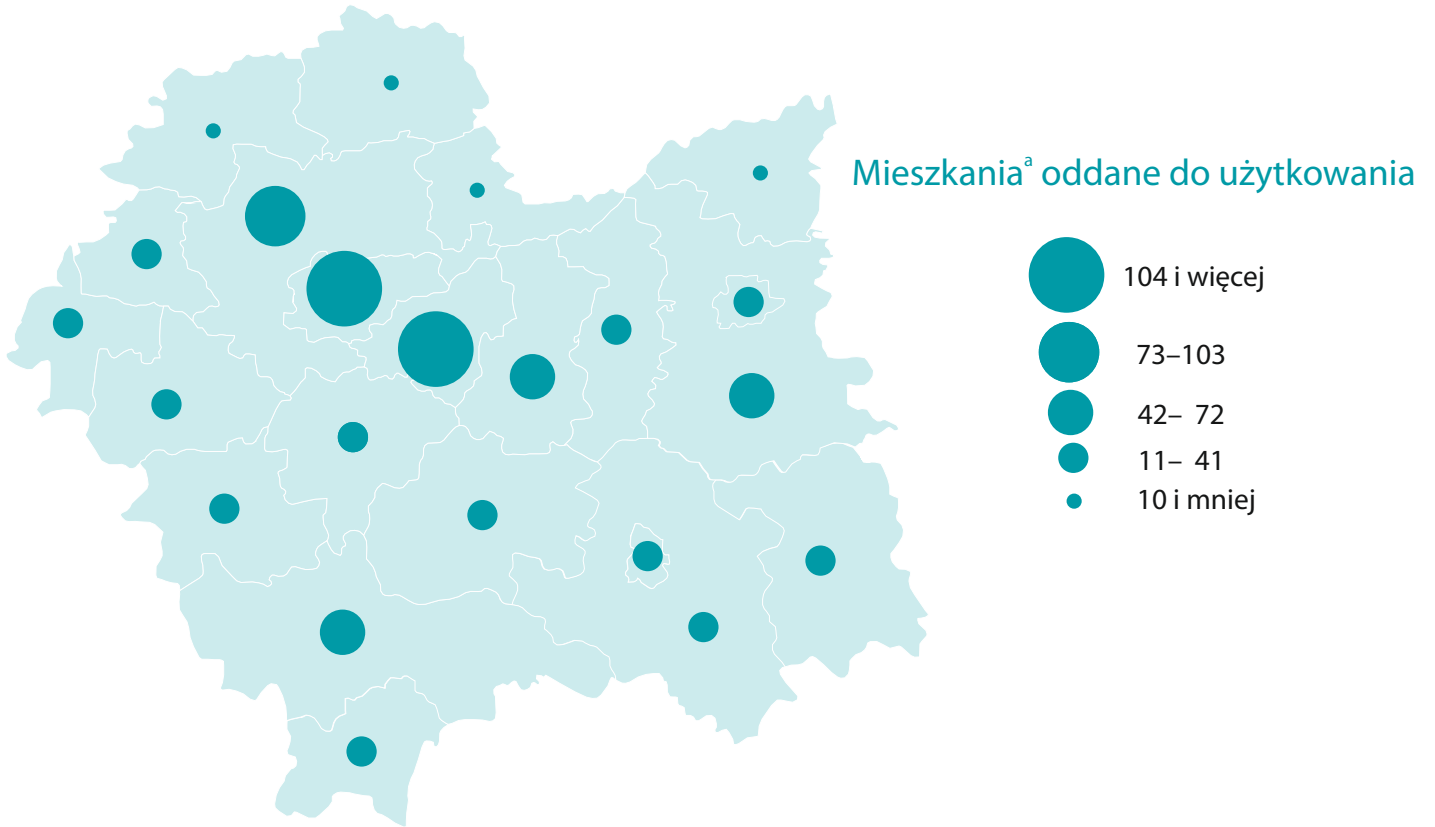 Mieszkaniaª oddane do użytkowania
104 i więcej
73–103
42– 72
11– 41
10 i mniej